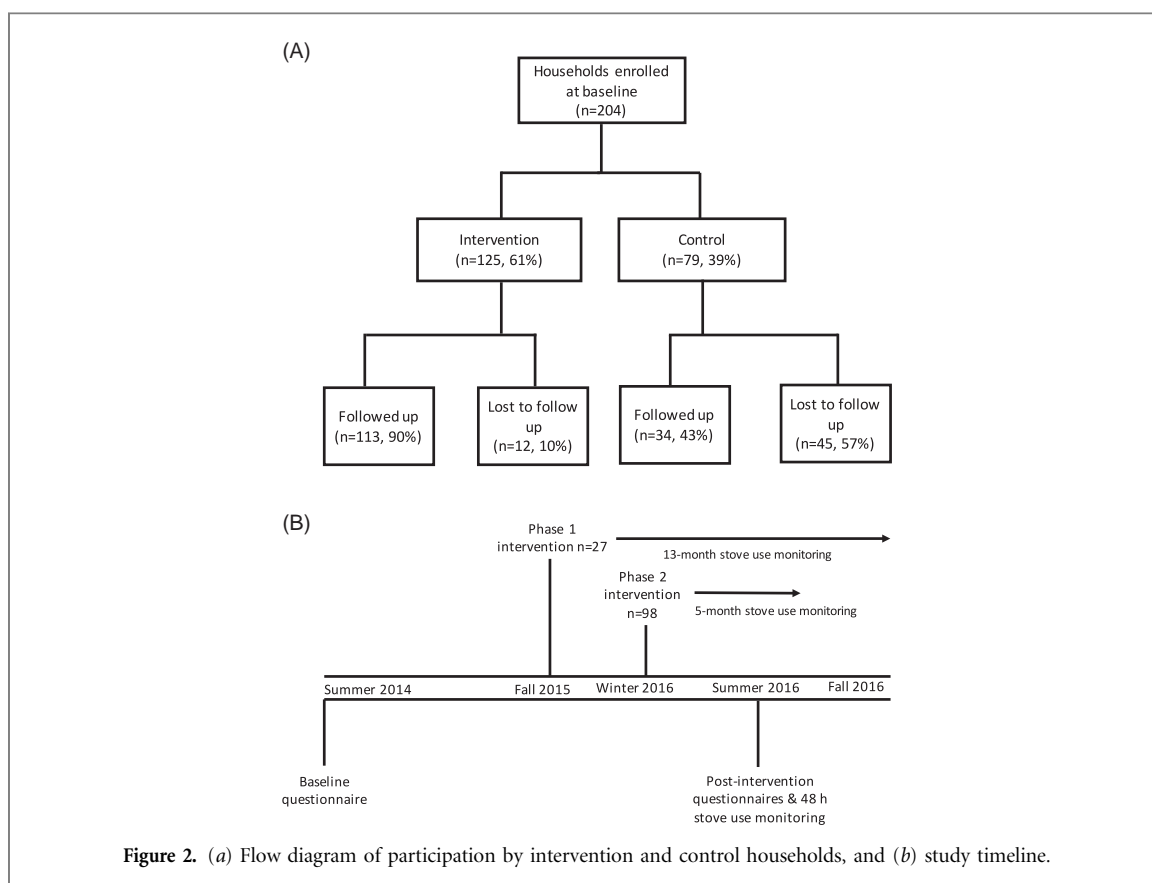 (A)
Households enrolled
at baseline
(n=204)
Intervention
(n=125, 61%)
Control
(n=79, 39%)
Followed up
(n=113, 90%)
Lost to follow
up
(n=12, 10%)
Followed up
(n=34, 43%)
Lost to follow
up
(n=45, 57%)
(B)
Phase 1
intervention n=27
13-month stove use monitoring
Phase 2
intervention
n=98
5-month stove use monitoring
Summer 2014
Fall 2015
Winter 2016
Summer 2016
Fall 2016
Baseline
questionnaire
Post-intervention
questionnaires & 48 h
stove use monitoring
Figure 2. (a) Flow diagram of participation by intervention and control households, and (b) study timeline.